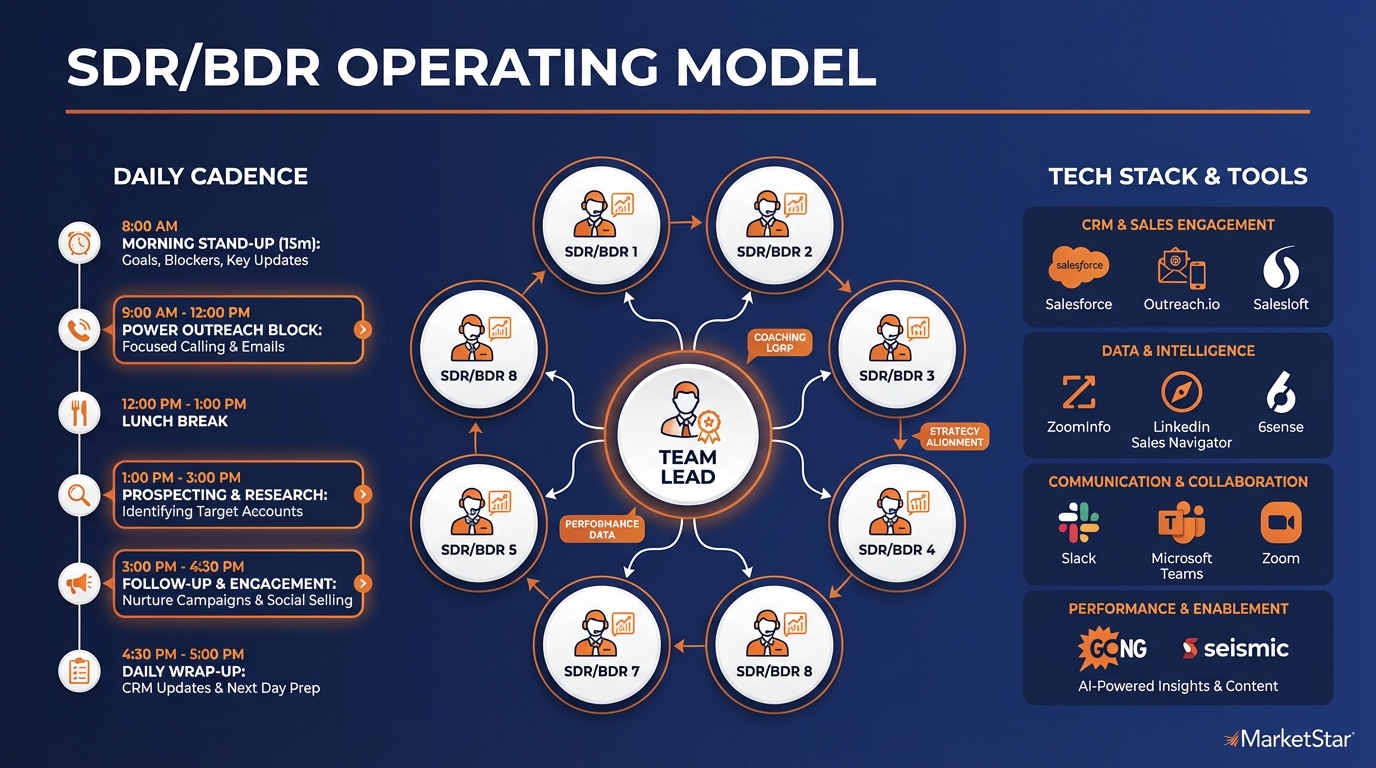 SDR/BDR OPERATING MODEL
DAILY CADENCE
8:00 AM
MORNING STAND-UP (15m):
Goals, Blockers, Key Updates
9:00 AM - 12:00 PM
POWER OUTREACH BLOCK:
Focused Calling & Emails
12:00 PM - 1:00 PM
LUNCH BREAK
1:00 PM - 3:00 PM
PROSPECTING & RESEARCH:
Identifying Target Accounts
3:00 PM - 4:30 PM
FOLLOW-UP & ENGAGEMENT:
Nurture Campaigns & Social Selling
4:30 PM - 5:00 PM
DAILY WRAP-UP:
CRM Updates & Next Day Prep
SDR/BDR 1
SDR/BDR 2
SDR/BDR 3
SDR/BDR 4
SDR/BDR 8
SDR/BDR 7
SDR/BDR 5
SDR/BDR 8
TEAM
LEAD
COACHING
STRATEGY
ALIONMENT
PERFORMANCE
DATA
TECH STACK & TOOLS
CRM & SALES ENGAGEMENT
salesforce
Salesforce
Outreach.io
Salesloft
DATA & INTELLIGENCE
ZoomInfo
LinkedIn
Sales Navigator
6sense
COMMUNICATION & COLLABORATION
Slack
T
Microsoft
Teams
Zoom
PERFORMANCE & ENABLEMENT
GONG
seismic
AI-Powered Insights & Content
MarketStar